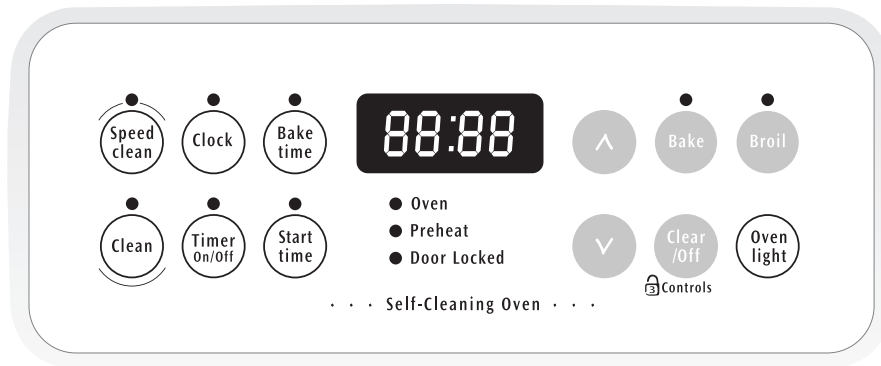 Speed
clean
Clock
Bake
time
88:88
∧
Bake
Broil
Clean
Timer
On/Off
Start
time
Oven
Preheat
Door Locked
∨
Clear
/Off
Oven
light
3 Controls
· · · Self-Cleaning Oven · · ·